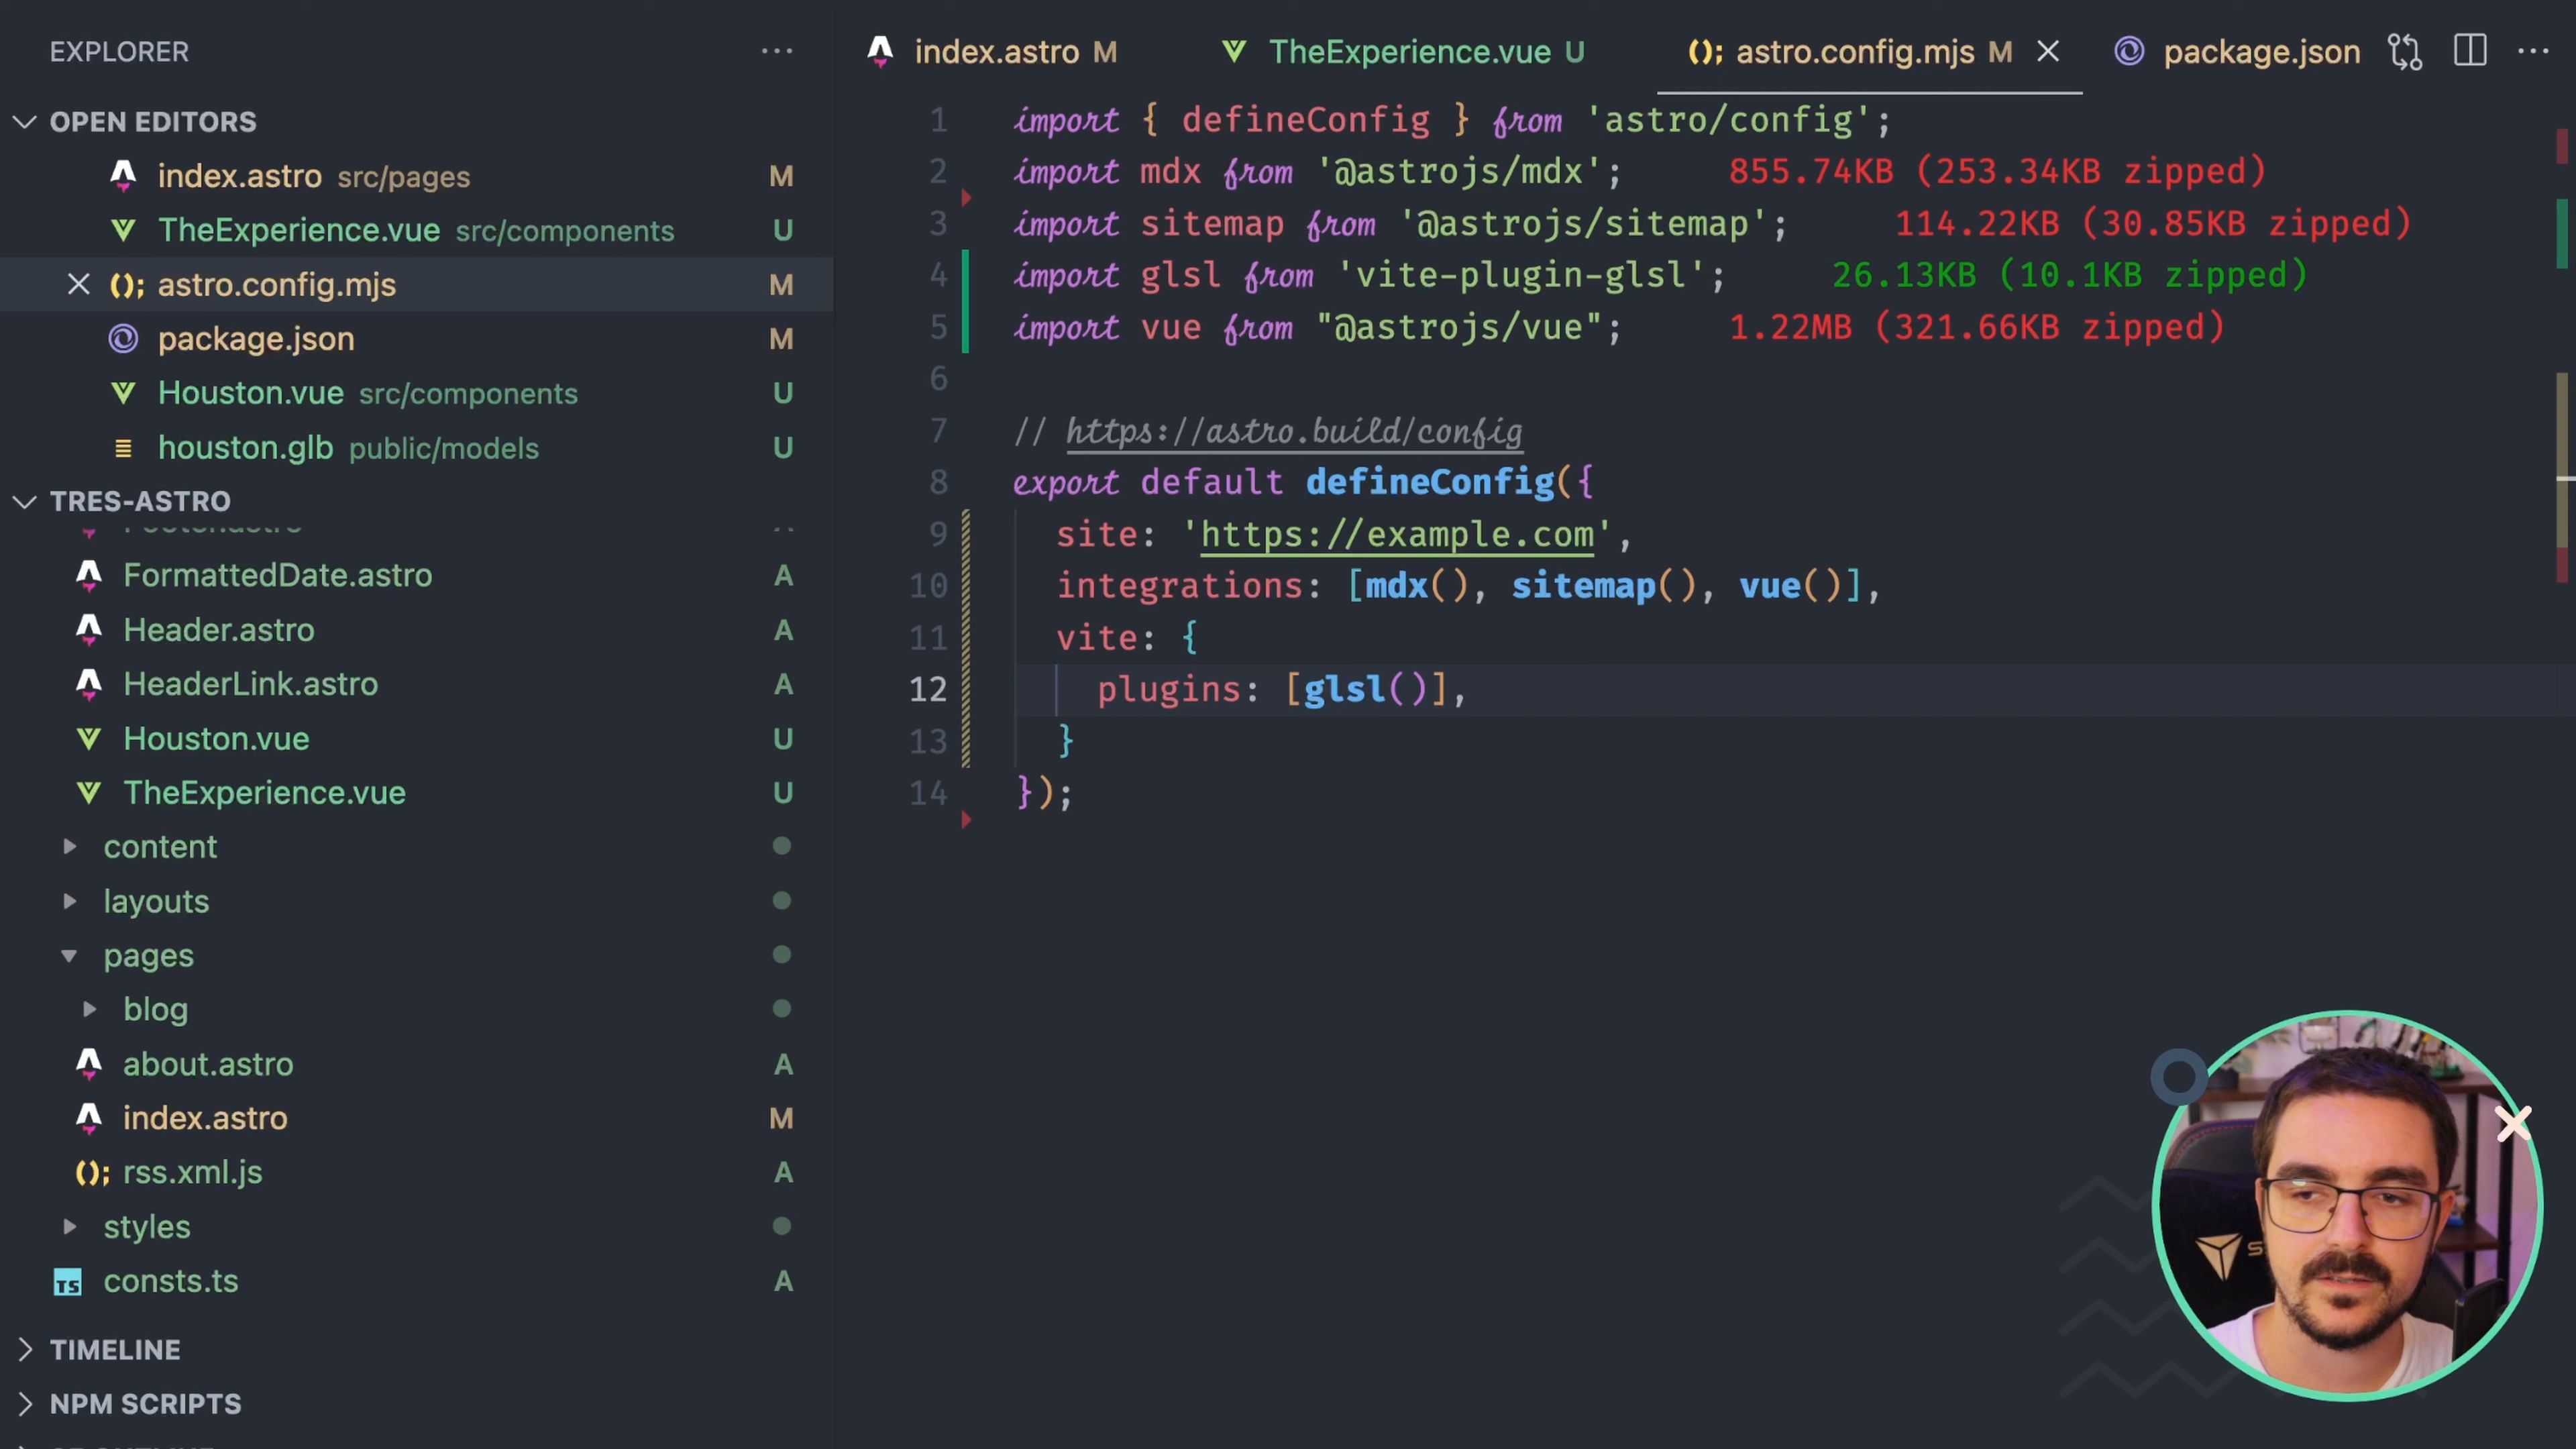 EXPLORER
OPEN EDITORS
index.astro src/pages M
TheExperience.vue src/components U
astro.config.mjs M
package.json M
Houston.vue src/components U
houston.glb public/models U
TRES-ASTRO
FormattedDate.astro A
Header.astro A
HeaderLink.astro A
Houston.vue U
TheExperience.vue U
content
layouts
pages
blog
about.astro A
index.astro M
rss.xml.js A
styles
TS consts.ts A
TIMELINE
NPM SCRIPTS
index.astro M TheExperience.vue U astro.config.mjs M package.json
1 import { defineConfig } from 'astro/config';
2 import mdx from '@astrojs/mdx'; 855.74KB (253.34KB zipped)
3 import sitemap from '@astrojs/sitemap'; 114.22KB (30.85KB zipped)
4 import glsl from 'vite-plugin-glsl'; 26.13KB (10.1KB zipped)
5 import vue from "@astrojs/vue"; 1.22MB (321.66KB zipped)
6
7 // https://astro.build/config
8 export default defineConfig({
9 site: 'https://example.com',
10 integrations: [mdx(), sitemap(), vue()],
11 vite: {
12 plugins: [glsl()],
13 }
14 });